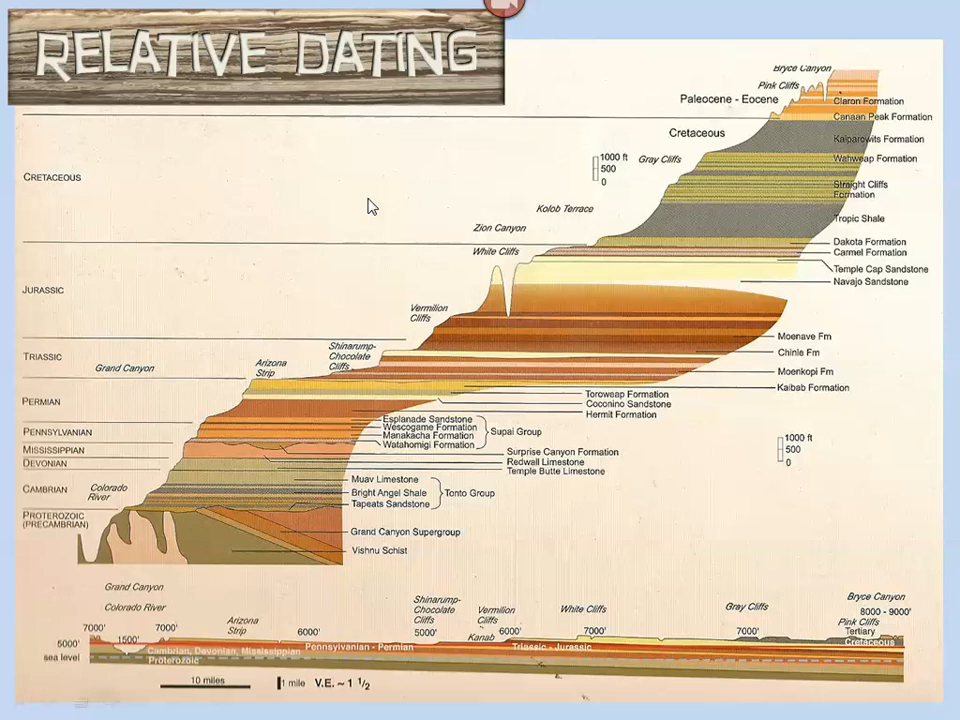 RELATIVE DATING
Bryce Canyon
Pink Cliffs
Paleocene - Eocene
Claron Formation
Canaan Peak Formation
Cretaceous
Kaiparowits Formation
Gray Cliffs
1000 ft
500
0
Wahweap Formation
CRETACEOUS
Straight Cliffs
Formation
Kolob Terrace
Tropic Shale
Zion Canyon
White Cliffs
Dakota Formation
Carmel Formation
Temple Cap Sandstone
Navajo Sandstone
JURASSIC
Vermilion
Cliffs
Moenave Fm
Chinle Fm
TRIASSIC
Shinarump-
Chocolate
Cliffs
Arizona
Strip
Grand Canyon
Moenkopi Fm
Kaibab Formation
Toroweap Formation
Coconino Sandstone
Hermit Formation
PERMIAN
Esplanade Sandstone
Wescogame Formation
Manakacha Formation
Watahomigi Formation
Supai Group
PENNSYLVANIAN
1000 ft
500
0
MISSISSIPPIAN
Surprise Canyon Formation
DEVONIAN
Redwall Limestone
Temple Butte Limestone
Muav Limestone
CAMBRIAN
Colorado
River
Bright Angel Shale
Tonto Group
Tapeats Sandstone
PROTEROZOIC
(PRECAMBRIAN)
Grand Canyon Supergroup
Vishnu Schist
Grand Canyon
Colorado River
Arizona
Strip
Shinarump-
Chocolate
Cliffs
Vermilion
Cliffs
White Cliffs
Gray Cliffs
Bryce Canyon
8000 - 9000'
Pink Cliffs
Tertiary
7000'
7000'
6000'
5000'
Kanab
6000'
7000'
7000'
5000'
1500'
Cretaceous
Cambrian, Devonian, Mississippian
Pennsylvanian - Permian
Triassic - Jurassic
sea level
Proterozoic
10 miles
1 mile
V.E. ~ 1 1/2